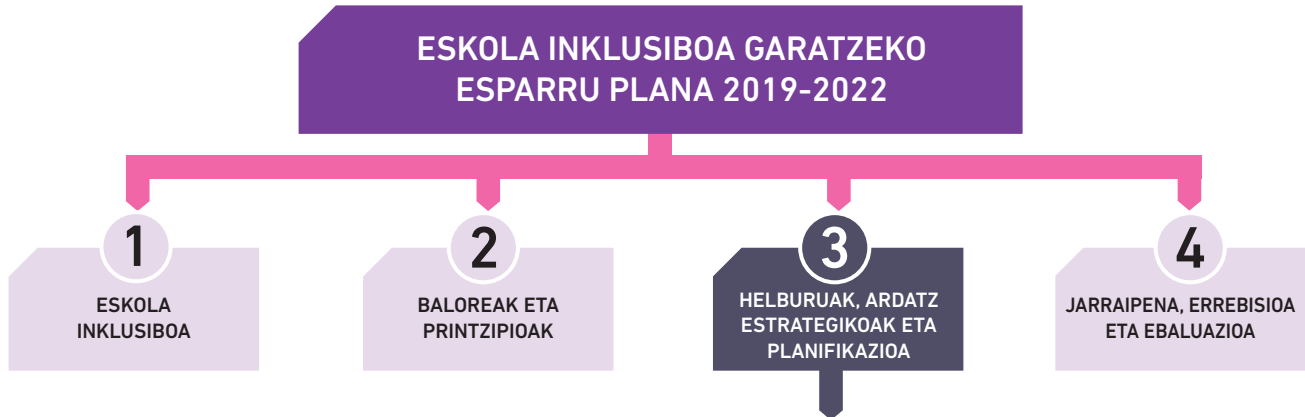 ESKOLA INKLUSIBOA GARATZEKO
ESPARRU PLANA 2019-2022
1
ESKOLA
INKLUSIBOA
2
BALOREAK ETA
PRINTZIPIOAK
3
HELBURUAK, ARDATZ
ESTRATEGIKOAK ETA
PLANIFIKAZIOA
4
JARRAIPENA, ERREBISIOA
ETA EBALUAZIOA